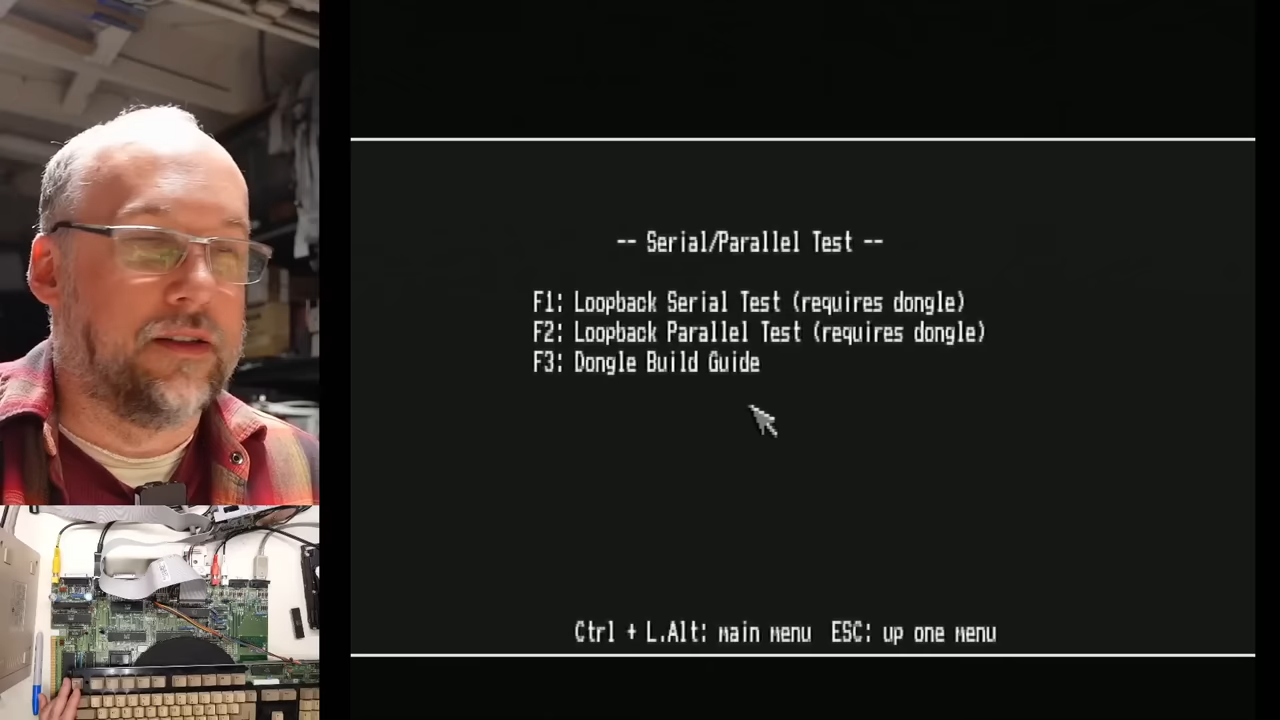 -- Serial/Parallel Test --
F1: Loopback Serial Test (requires dongle)
F2: Loopback Parallel Test (requires dongle)
F3: Dongle Build Guide
Ctrl + L.Alt: main menu ESC: up one menu